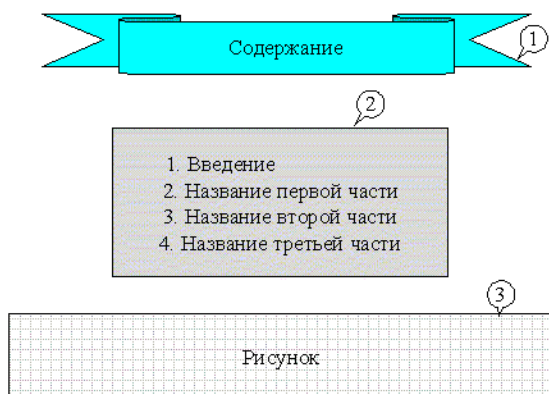 Содержание
1
2
1. Введение
2. Название первой части
3. Название второй части
4. Название третьей части
3
Рисунок